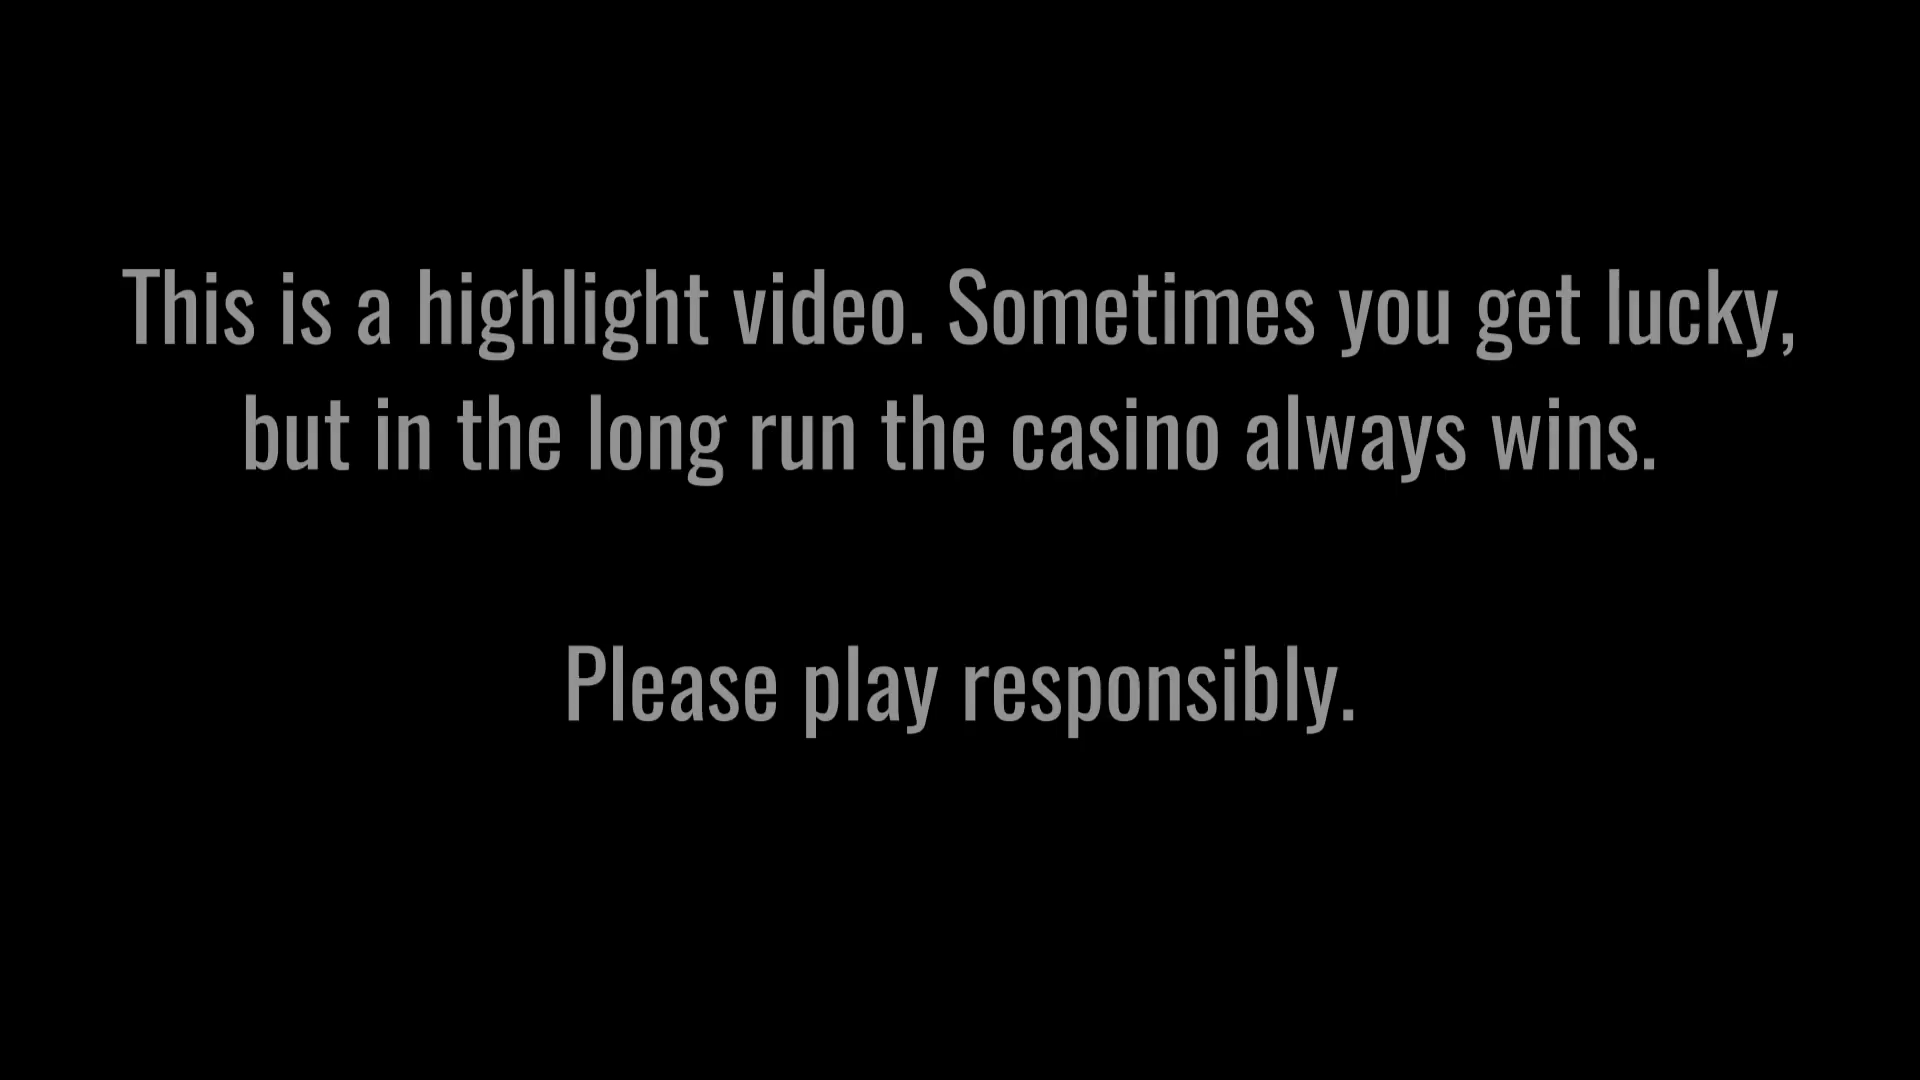 This is a highlight video. Sometimes you get lucky,
but in the long run the casino always wins.
Please play responsibly.